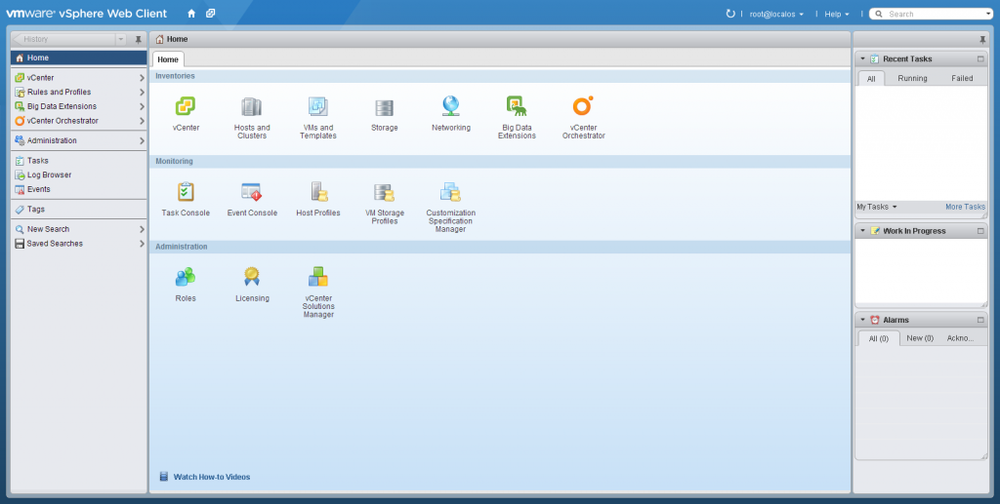 vmware® vSphere Web Client
root@localos
Help
Search
History
Home
vCenter
Rules and Profiles
Big Data Extensions
vCenter Orchestrator
Administration
Tasks
Log Browser
Events
Tags
New Search
Saved Searches
Home
Home
Inventories
vCenter
Hosts and
Clusters
VMs and
Templates
Storage
Networking
Big Data
Extensions
vCenter
Orchestrator
Monitoring
Task Console
Event Console
Host Profiles
VM Storage
Profiles
Customization
Specification
Manager
Administration
Roles
Licensing
vCenter
Solutions
Manager
Watch How-to Videos
Recent Tasks
All
Running
Failed
My Tasks
More Tasks
Work In Progress
Alarms
All (0)
New (0)
Ackno...